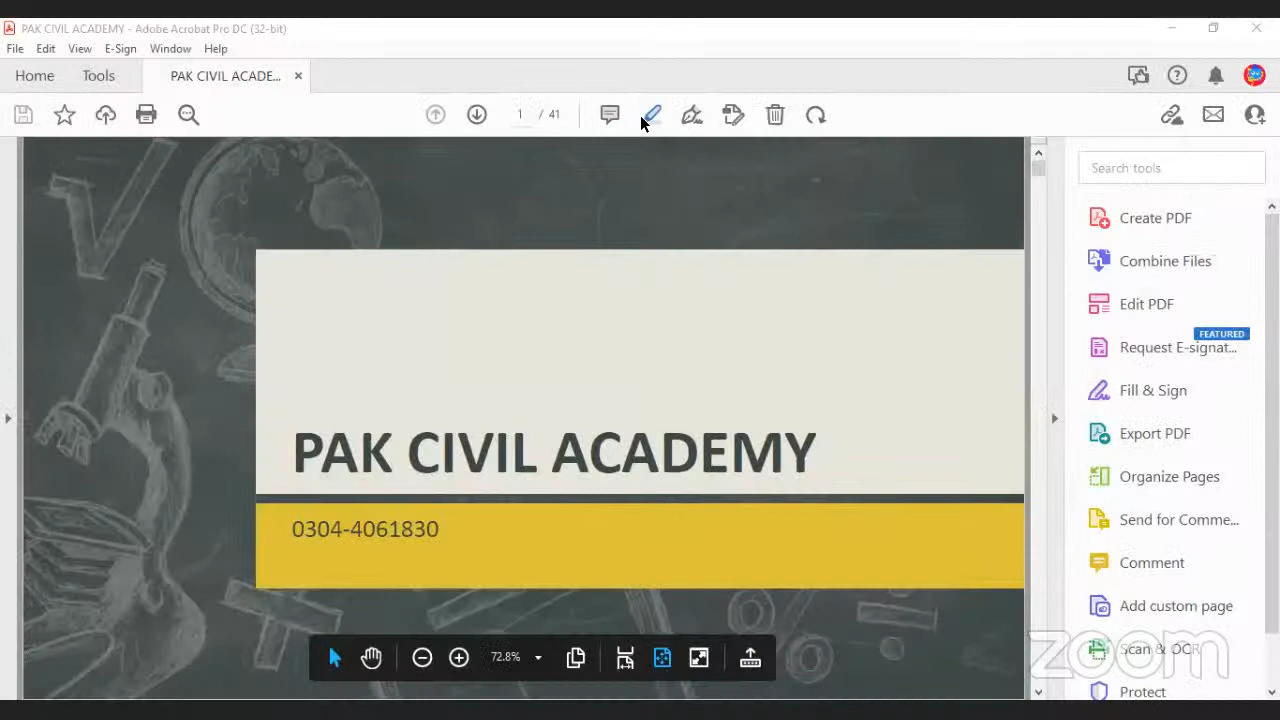 PAK CIVIL ACADEMY - Adobe Acrobat Pro DC (32-bit)
File Edit View E-Sign Window Help
Home Tools PAK CIVIL ACADE...
1 / 41
Search tools
Create PDF
Combine Files
Edit PDF
FEATURED
Request E-signat...
Fill & Sign
Export PDF
Organize Pages
Send for Comme...
Comment
Add custom page
Scan & OCR
Protect
PAK CIVIL ACADEMY
0304-4061830
72.8%
zoom